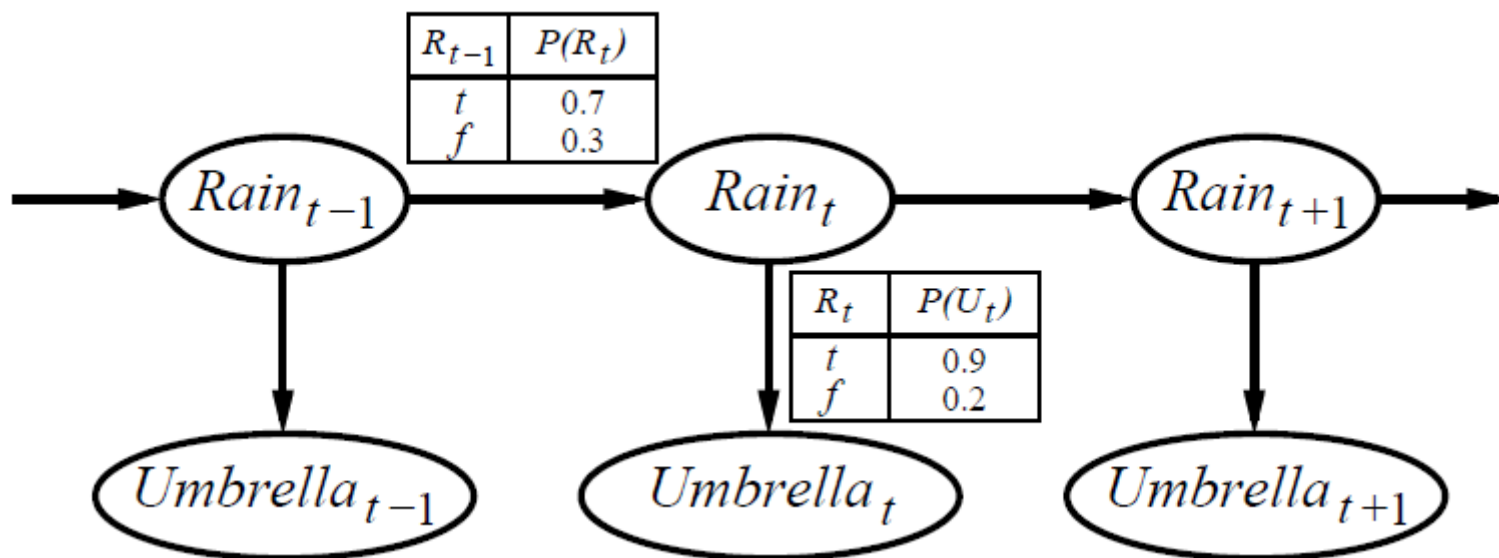 R_{t-1} P(R_t)
t 0.7
f 0.3
Rain_{t-1} Rain_t Rain_{t+1}
R_t P(U_t)
t 0.9
f 0.2
Umbrella_{t-1} Umbrella_t Umbrella_{t+1}